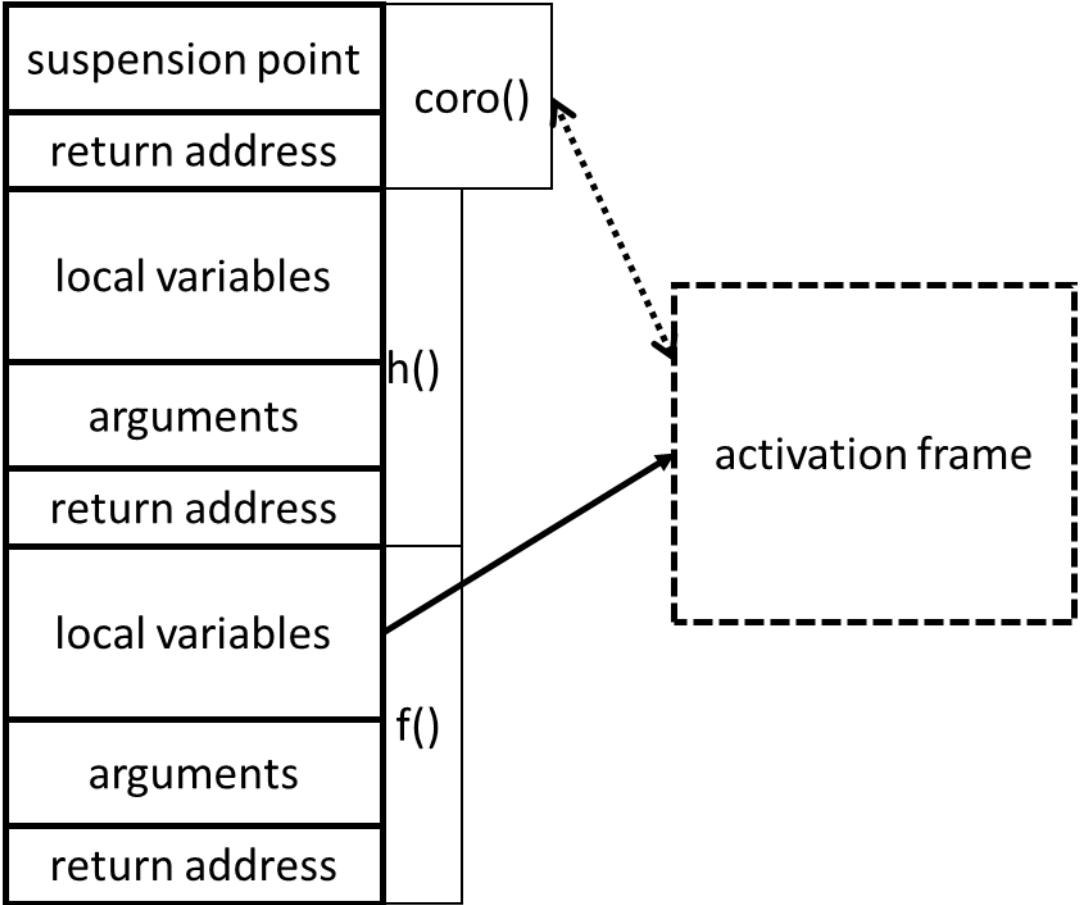 suspension point
coro()
return address
local variables
h()
arguments
return address
activation frame
local variables
f()
arguments
return address